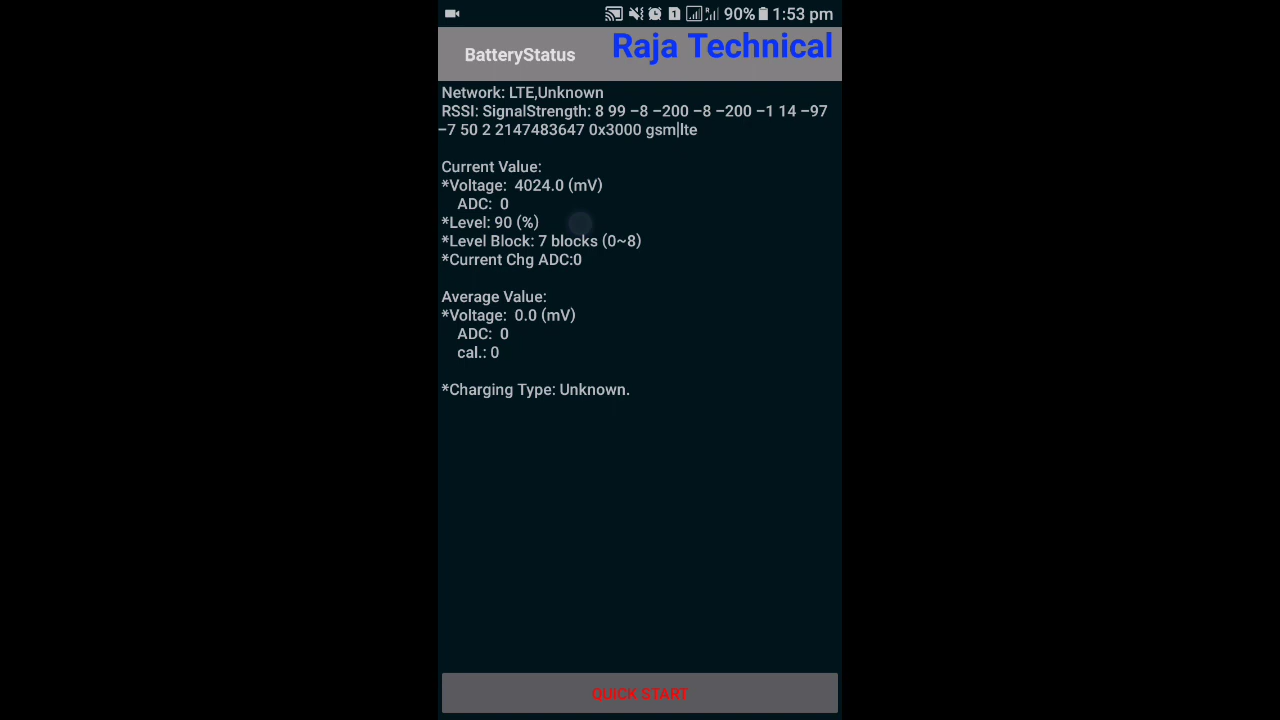 90% 1:53 pm
BatteryStatus
Raja Technical
Network: LTE,Unknown
RSSI: SignalStrength: 8 99 −8 −200 −8 −200 −1 14 −97
−7 50 2 2147483647 0x3000 gsm|lte
Current Value:
*Voltage: 4024.0 (mV)
ADC: 0
*Level: 90 (%)
*Level Block: 7 blocks (0~8)
*Current Chg ADC:0
Average Value:
*Voltage: 0.0 (mV)
ADC: 0
cal.: 0
*Charging Type: Unknown.
QUICK START